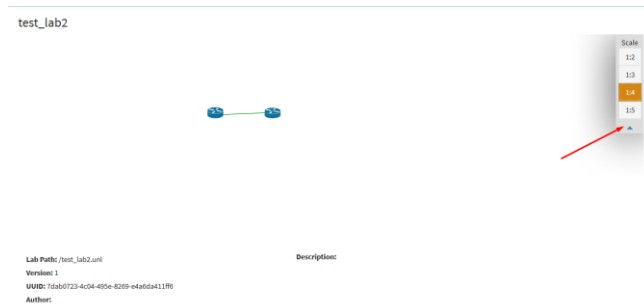 test_lab2
Scale
1:2
1:3
1:4
1:5
Lab Path: /test_lab2.unl
Description:
Version: 1
UUID: 7dab0723-4c04-495e-8269-e4a6da411ff6
Author: